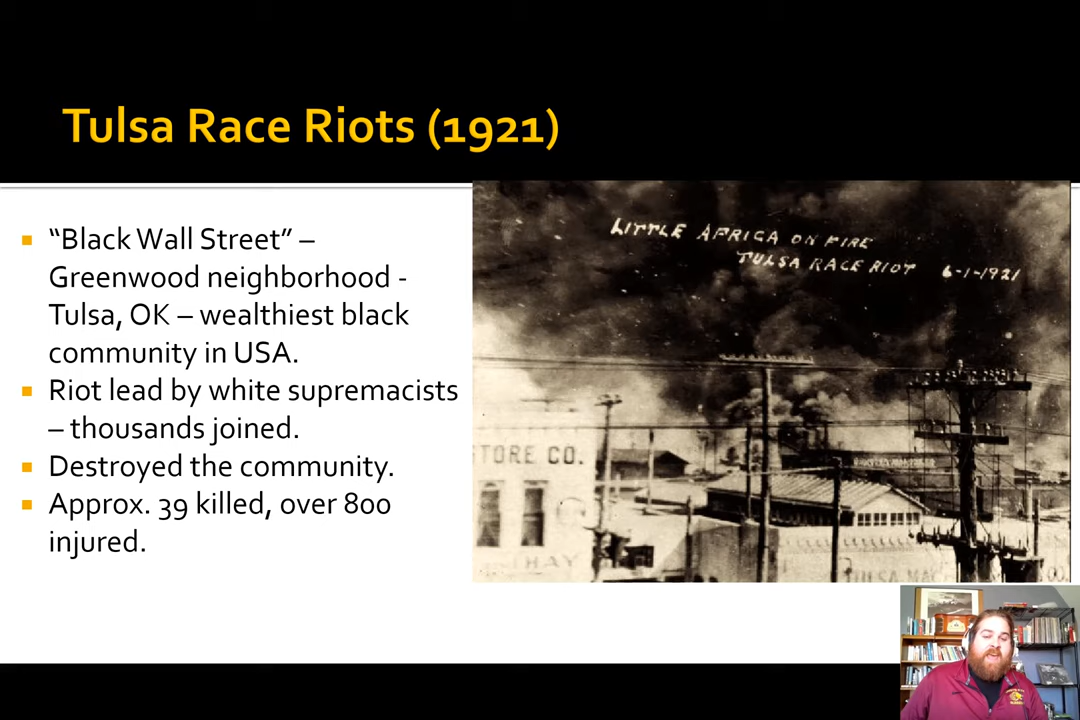 Tulsa Race Riots (1921)
“Black Wall Street” –
Greenwood neighborhood -
Tulsa, OK – wealthiest black
community in USA.
Riot lead by white supremacists
– thousands joined.
Destroyed the community.
Approx. 39 killed, over 800
injured.
LITTLE AFRICA ON FIRE
TULSA RACE RIOT 6-1-1921
TORE CO.
HAY
TULSA